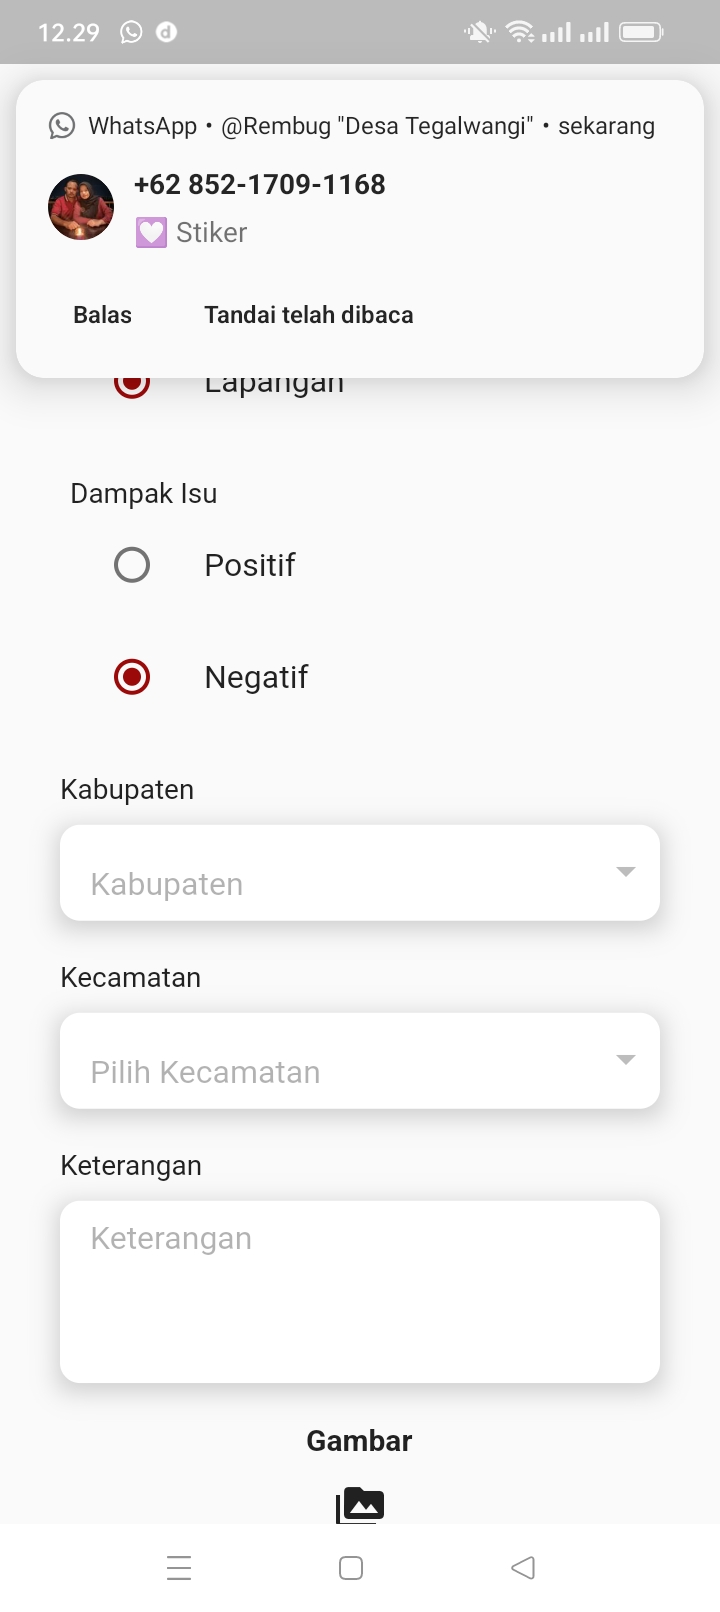 12.29
WhatsApp • @Rembug "Desa Tegalwangi" • sekarang
+62 852-1709-1168
💟 Stiker
Balas Tandai telah dibaca
Lapangan
Dampak Isu
Positif
Negatif
Kabupaten
Kabupaten
Kecamatan
Pilih Kecamatan
Keterangan
Keterangan
Gambar